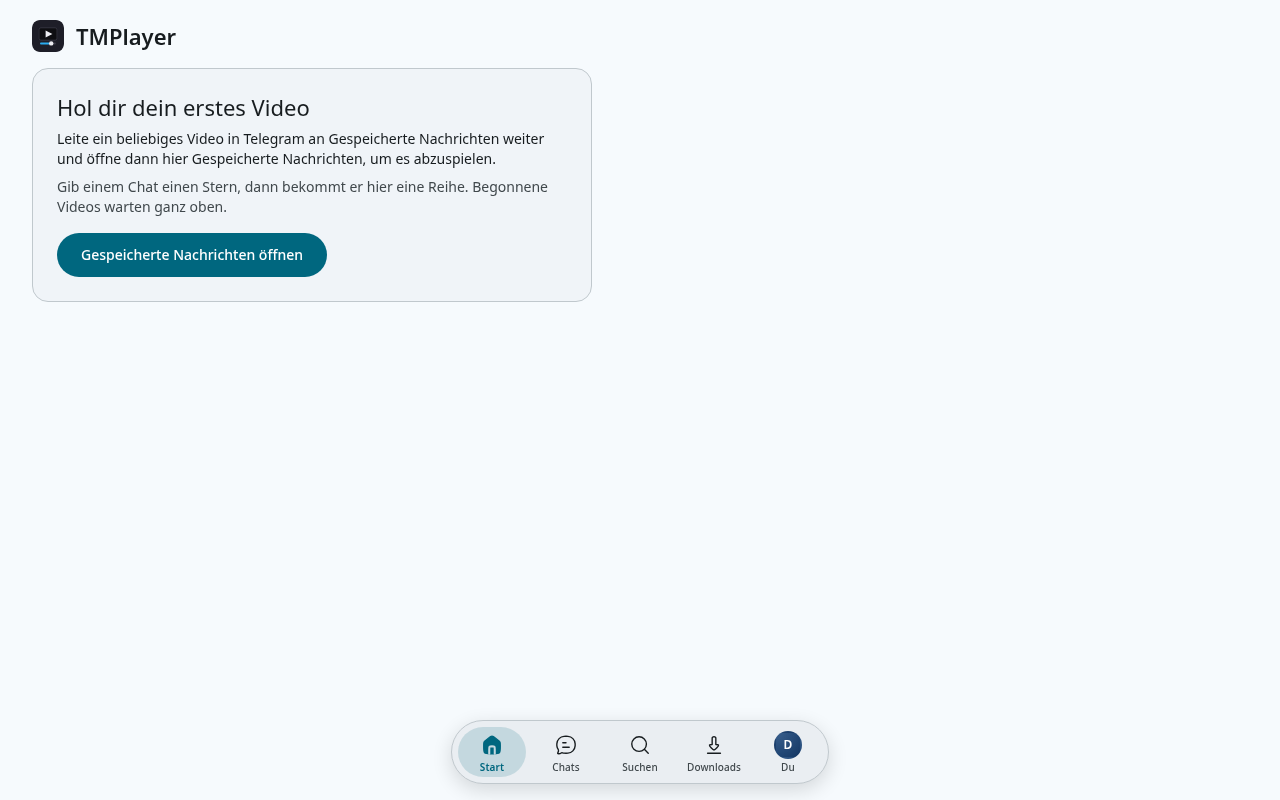 TMPlayer
Hol dir dein erstes Video
Leite ein beliebiges Video in Telegram an Gespeicherte Nachrichten weiter
und öffne dann hier Gespeicherte Nachrichten, um es abzuspielen.
Gib einem Chat einen Stern, dann bekommt er hier eine Reihe. Begonnene
Videos warten ganz oben.
Gespeicherte Nachrichten öffnen
D
Start
Chats
Suchen
Downloads
Du